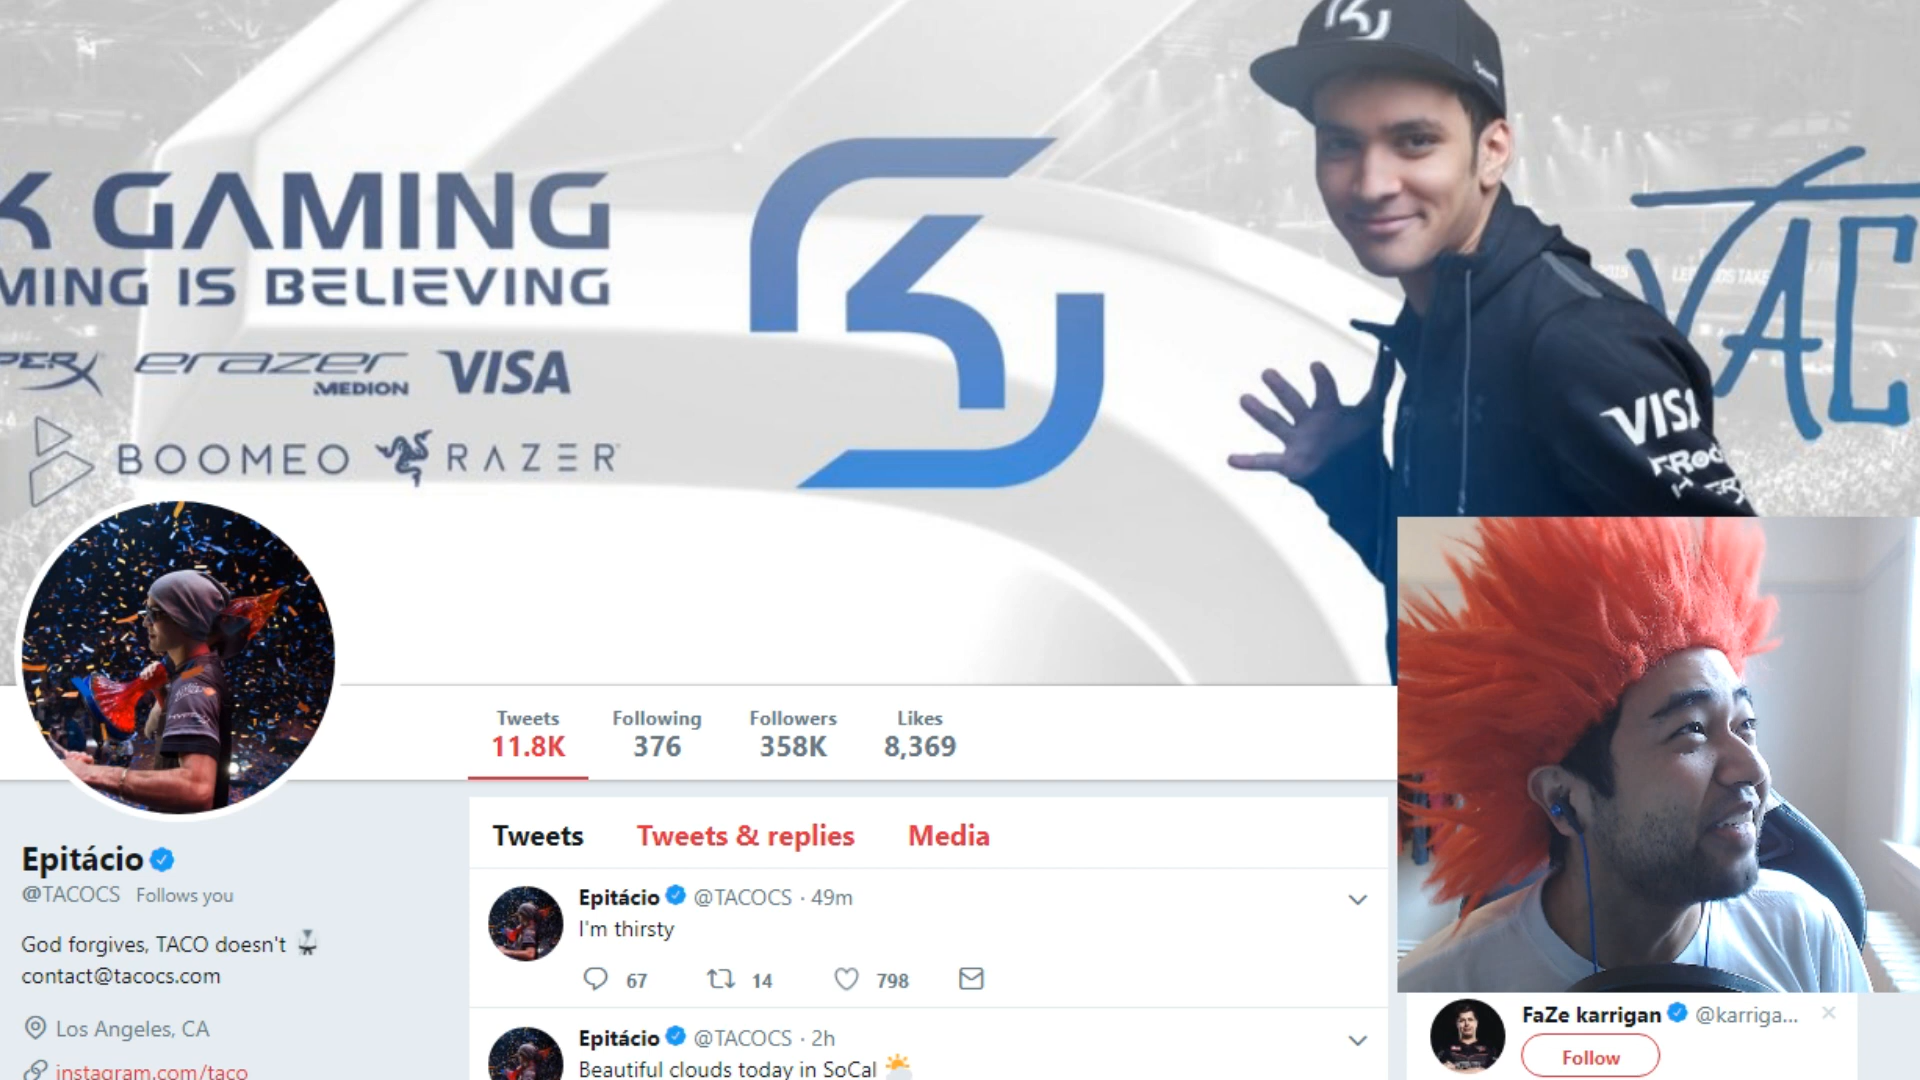 K GAMING
MING IS BELIEVING
PERX erazer MEDION VISA
BOOMEO RAZER
TAC
VISA
Tweets Following Followers Likes
11.8K 376 358K 8,369
Tweets Tweets & replies Media
Epitácio
@TACOCS Follows you
God forgives, TACO doesn't
contact@tacocs.com
Los Angeles, CA
instagram.com/taco
Epitácio @TACOCS · 49m
I'm thirsty
67 14 798
Epitácio @TACOCS · 2h
Beautiful clouds today in SoCal
FaZe karrigan @karriga...
Follow